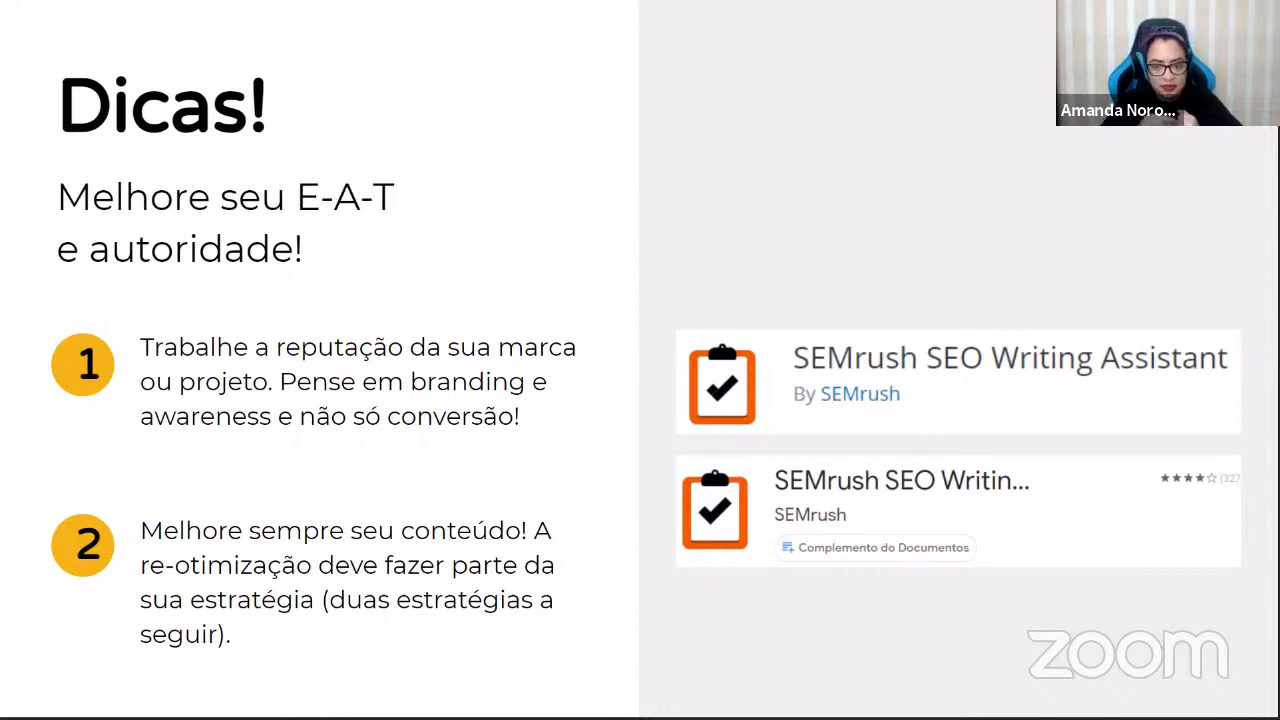 Dicas!
Melhore seu E-A-T
e autoridade!
1
Trabalhe a reputação da sua marca
ou projeto. Pense em branding e
awareness e não só conversão!
2
Melhore sempre seu conteúdo! A
re-otimização deve fazer parte da
sua estratégia (duas estratégias a
seguir).
Amanda Noro...
SEMrush SEO Writing Assistant
By SEMrush
SEMrush SEO Writin...
(327
SEMrush
Complemento do Documentos
zoom